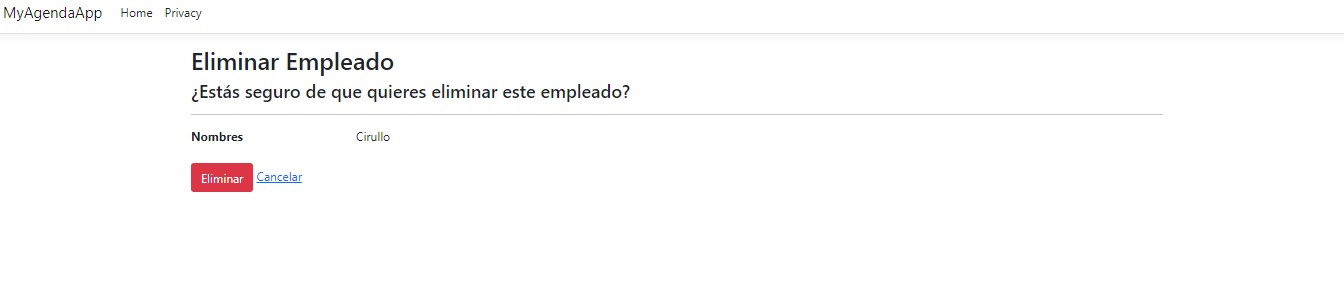 MyAgendaApp Home Privacy
Eliminar Empleado
¿Estás seguro de que quieres eliminar este empleado?
Nombres Cirullo
Eliminar Cancelar